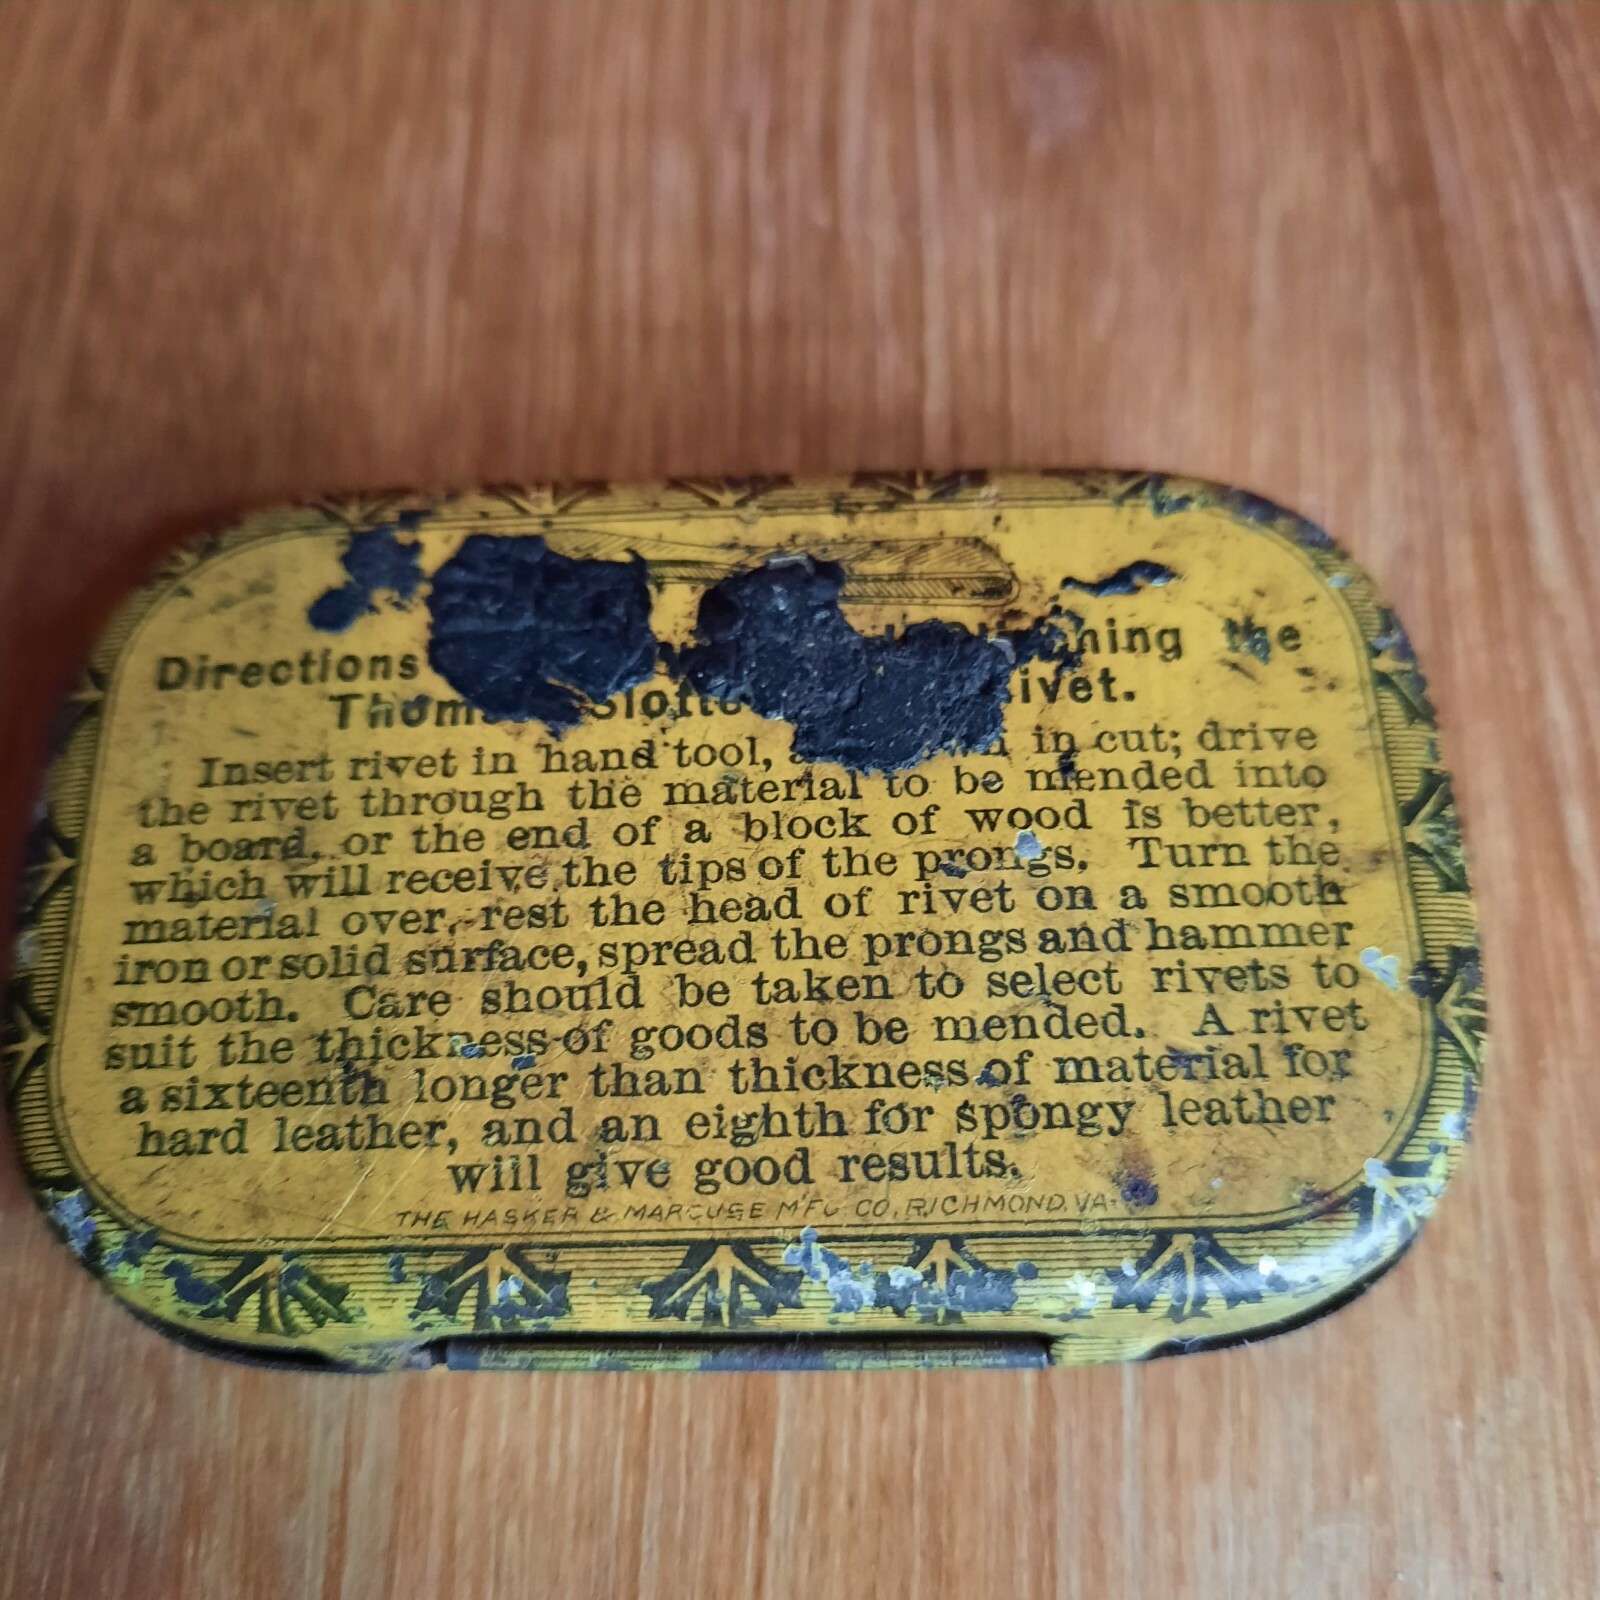 Directions the
Insert rivet in hand tool, in cut; drive
the rivet through the material to be mended into
a board, or the end of a block of wood is better,
which will receive the tips of the prongs. Turn the
material over, rest the head of rivet on a smooth
iron or solid surface, spread the prongs and hammer
smooth. Care should be taken to select rivets to
suit the thickness of goods to be mended. A rivet
a sixteenth longer than thickness of material for
hard leather, and an eighth for spongy leather
will give good results.
THE HASKER & MARCUSE M'F'G CO, RICHMOND, VA.